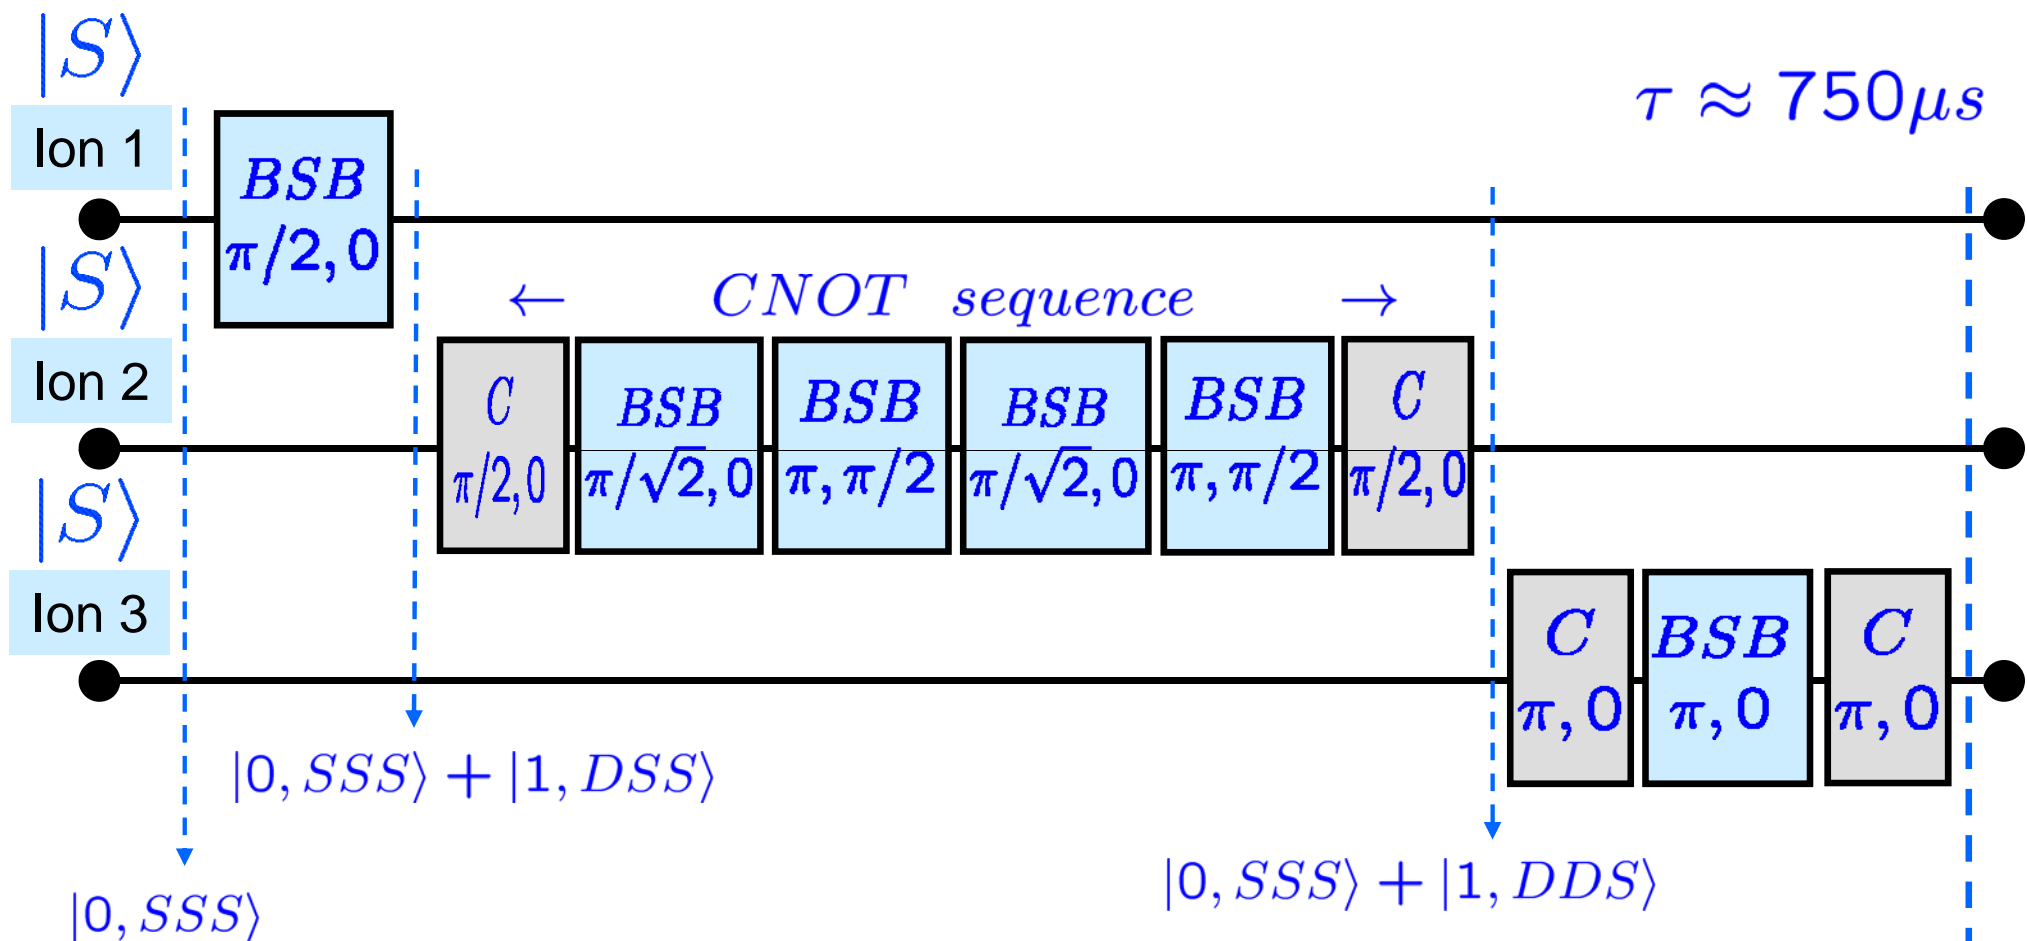 |S⟩
Ion 1
τ ≈ 750μs
BSB
π/2, 0
|S⟩
Ion 2
← CNOT sequence →
C
π/2, 0
BSB
π/√2, 0
BSB
π, π/2
BSB
π/√2, 0
BSB
π, π/2
C
π/2, 0
|S⟩
Ion 3
C
π, 0
BSB
π, 0
C
π, 0
|0, SSS⟩ + |1, DSS⟩
|0, SSS⟩ + |1, DDS⟩
|0, SSS⟩